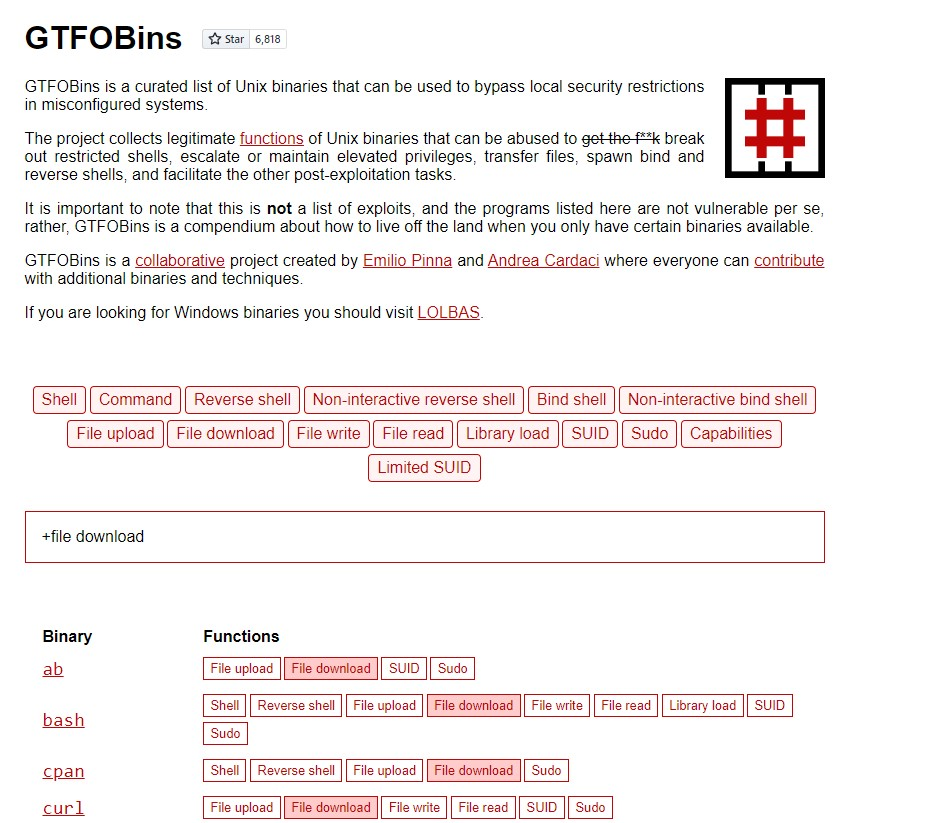 GTFOBins Star 6,818
GTFOBins is a curated list of Unix binaries that can be used to bypass local security restrictions
in misconfigured systems.
The project collects legitimate functions of Unix binaries that can be abused to get the f**k break
out restricted shells, escalate or maintain elevated privileges, transfer files, spawn bind and
reverse shells, and facilitate the other post-exploitation tasks.
It is important to note that this is not a list of exploits, and the programs listed here are not vulnerable per se,
rather, GTFOBins is a compendium about how to live off the land when you only have certain binaries available.
GTFOBins is a collaborative project created by Emilio Pinna and Andrea Cardaci where everyone can contribute
with additional binaries and techniques.
If you are looking for Windows binaries you should visit LOLBAS.
Shell Command Reverse shell Non-interactive reverse shell Bind shell Non-interactive bind shell
File upload File download File write File read Library load SUID Sudo Capabilities
Limited SUID
+file download
Binary Functions
ab File upload File download SUID Sudo
bash Shell Reverse shell File upload File download File write File read Library load SUID
Sudo
cpan Shell Reverse shell File upload File download Sudo
curl File upload File download File write File read SUID Sudo